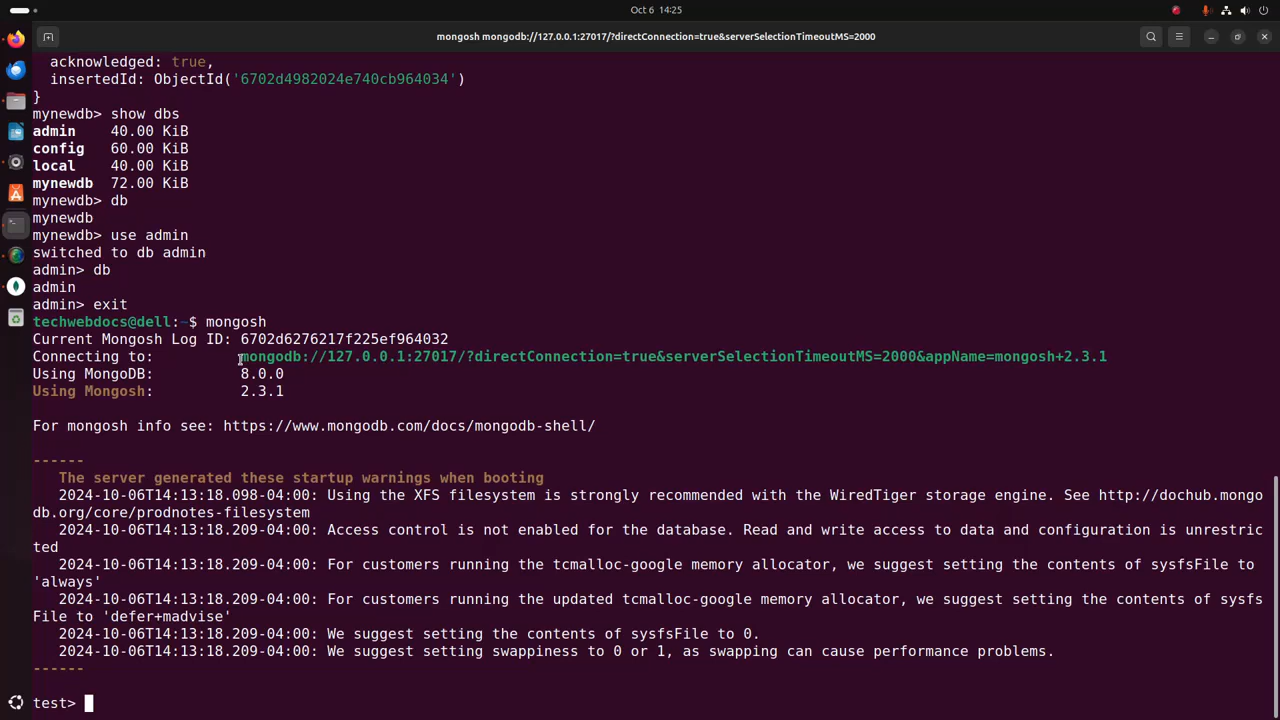 Oct 6 14:25
mongosh mongodb://127.0.0.1:27017/?directConnection=true&serverSelectionTimeoutMS=2000
  acknowledged: true,
  insertedId: ObjectId('6702d4982024e740cb964034')
}
mynewdb> show dbs
admin   40.00 KiB
config   60.00 KiB
local   40.00 KiB
mynewdb  72.00 KiB
mynewdb> db
mynewdb
mynewdb> use admin
switched to db admin
admin> db
admin
admin> exit
techwebdocs@dell:~$ mongosh
Current Mongosh Log ID: 6702d6276217f225ef964032
Connecting to:          mongodb://127.0.0.1:27017/?directConnection=true&serverSelectionTimeoutMS=2000&appName=mongosh+2.3.1
Using MongoDB:          8.0.0
Using Mongosh:          2.3.1
For mongosh info see: https://www.mongodb.com/docs/mongodb-shell/
------
   The server generated these startup warnings when booting
   2024-10-06T14:13:18.098-04:00: Using the XFS filesystem is strongly recommended with the WiredTiger storage engine. See http://dochub.mongo
db.org/core/prodnotes-filesystem
   2024-10-06T14:13:18.209-04:00: Access control is not enabled for the database. Read and write access to data and configuration is unrestric
ted
   2024-10-06T14:13:18.209-04:00: For customers running the tcmalloc-google memory allocator, we suggest setting the contents of sysfsFile to
'always'
   2024-10-06T14:13:18.209-04:00: For customers running the updated tcmalloc-google memory allocator, we suggest setting the contents of sysfs
File to 'defer+madvise'
   2024-10-06T14:13:18.209-04:00: We suggest setting the contents of sysfsFile to 0.
   2024-10-06T14:13:18.209-04:00: We suggest setting swappiness to 0 or 1, as swapping can cause performance problems.
------
test>